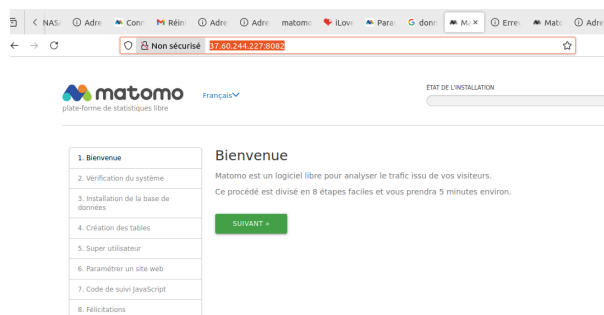 NAS/ Adre Conn Réin Adre Adre matomo iLove Para donn Ma Erreu Mato Adre
Non sécurisé 37.60.244.227:8082
matomo
plate-forme de statistiques libre
Français
ÉTAT DE L'INSTALLATION
1. Bienvenue
2. Vérification du système
3. Installation de la base de
données
4. Création des tables
5. Super utilisateur
6. Paramétrer un site web
7. Code de suivi JavaScript
8. Félicitations
Bienvenue
Matomo est un logiciel libre pour analyser le trafic issu de vos visiteurs.
Ce procédé est divisé en 8 étapes faciles et vous prendra 5 minutes environ.
SUIVANT »